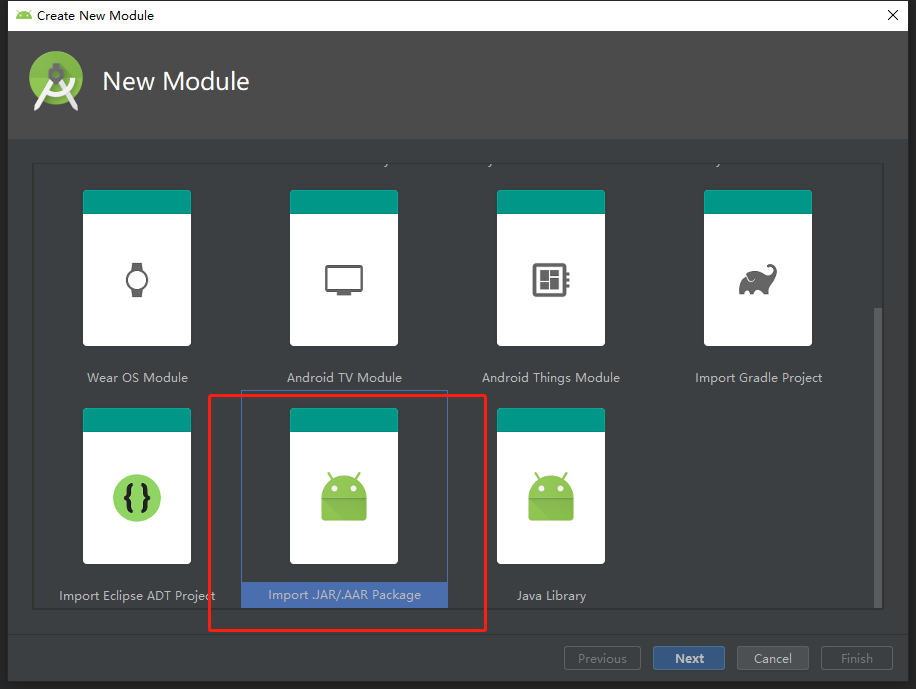 Create New Module
New Module
Wear OS Module
Android TV Module
Android Things Module
Import Gradle Project
Import Eclipse ADT Project
Import .JAR/.AAR Package
Java Library
Previous
Next
Cancel
Finish